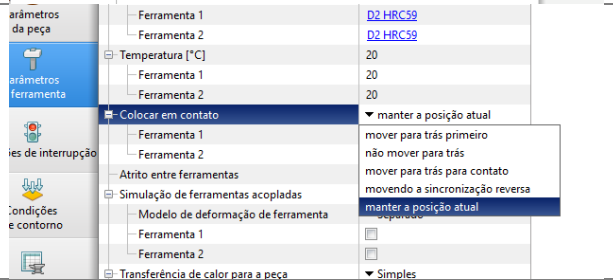 arâmetros
da peça
arâmetros
ferramenta
ões de interrupção
Condições
e contorno
Ferramenta 1 D2 HRC59
Ferramenta 2 D2 HRC59
Temperatura [°C] 20
Ferramenta 1 20
Ferramenta 2 20
Colocar em contato manter a posição atual
Ferramenta 1 mover para trás primeiro
Ferramenta 2 não mover para trás
Atrito entre ferramentas mover para trás para contato
Simulação de ferramentas acopladas movendo a sincronização reversa
Modelo de deformação de ferramenta manter a posição atual
Ferramenta 1
Ferramenta 2
Transferência de calor para a peça Simples